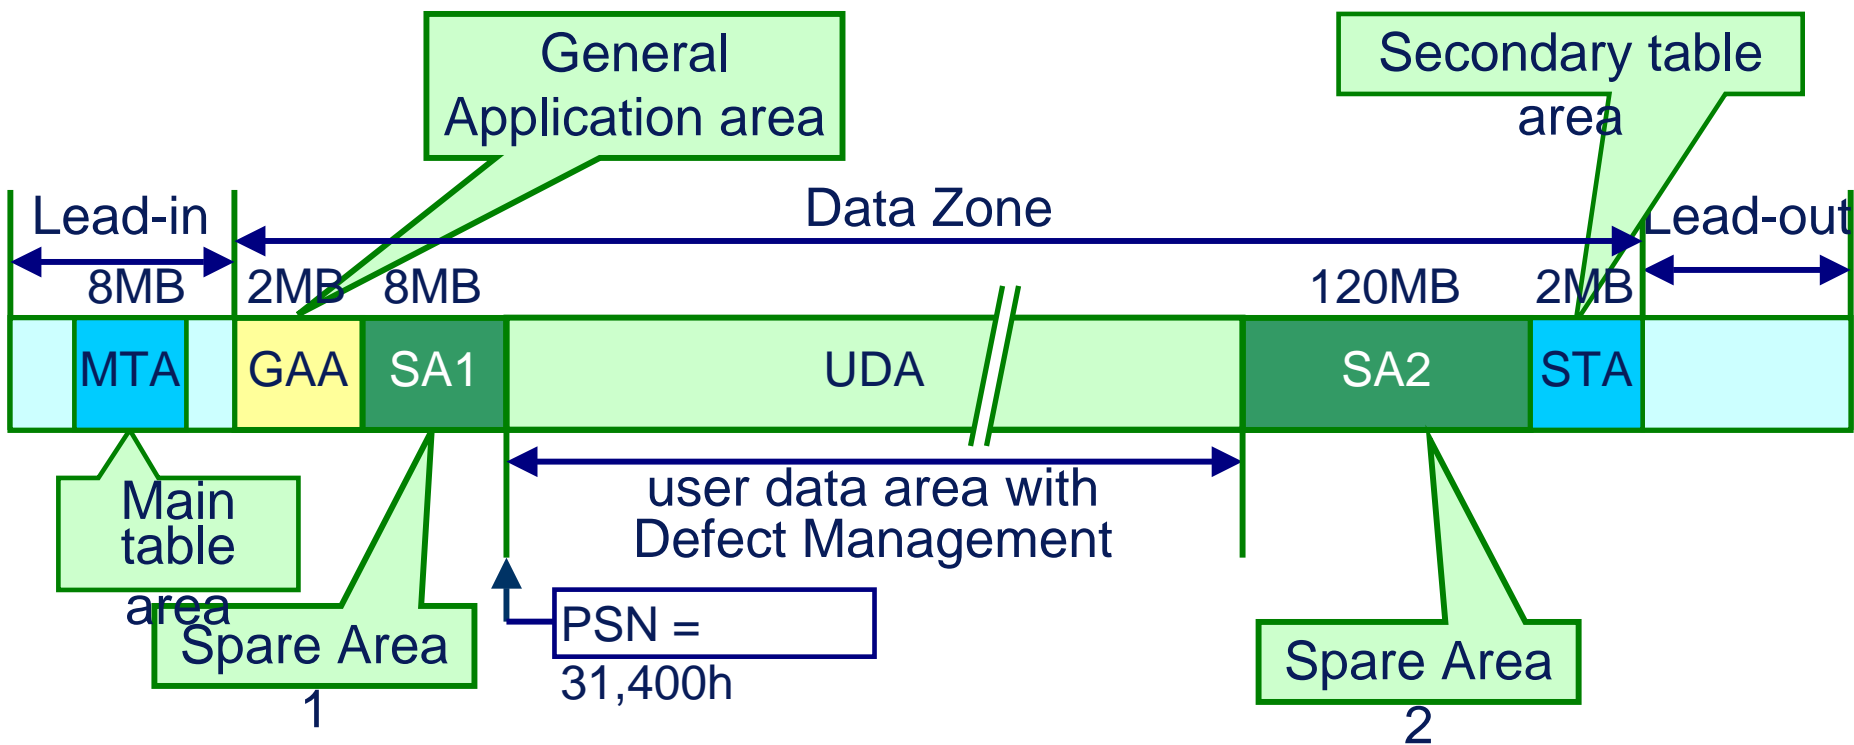 General
Application area
Secondary table
area
Lead-in
Data Zone
Lead-out
8MB
2MB
8MB
120MB
2MB
MTA
GAA
SA1
UDA
SA2
STA
Main
table
area
user data area with
Defect Management
Spare Area
1
PSN =
31,400h
Spare Area
2